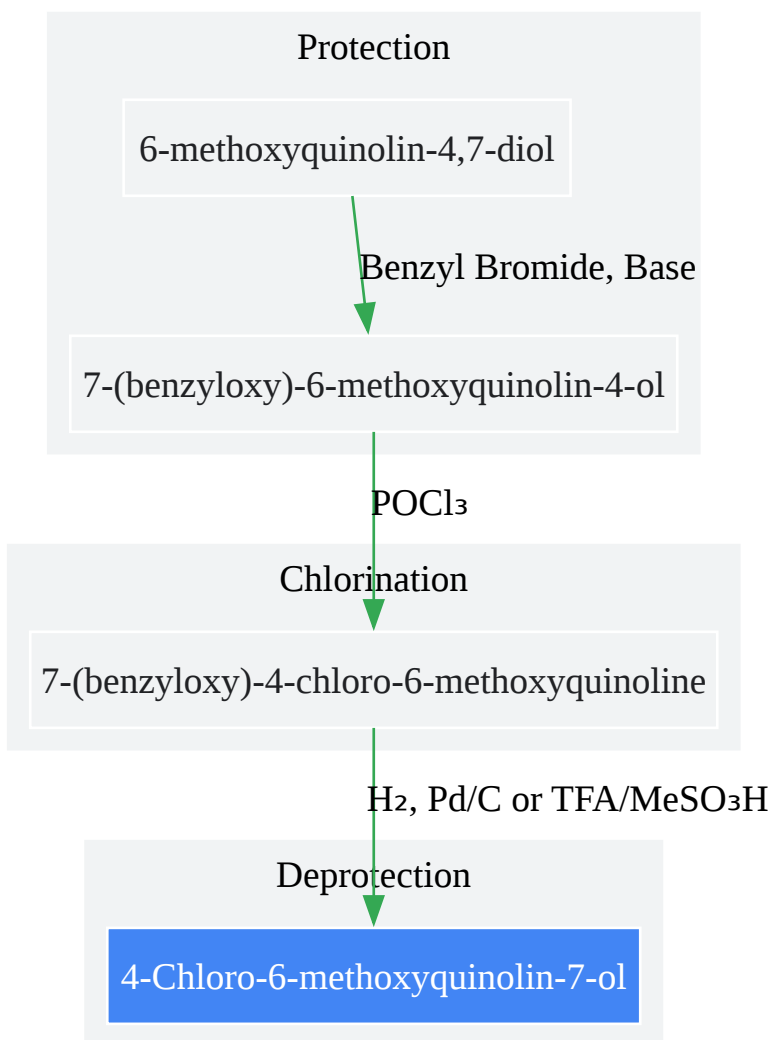 Protection
6-methoxyquinolin-4,7-diol
Benzyl Bromide, Base
7-(benzyloxy)-6-methoxyquinolin-4-ol
POCl₃
Chlorination
7-(benzyloxy)-4-chloro-6-methoxyquinoline
H₂, Pd/C or TFA/MeSO₃H
Deprotection
4-Chloro-6-methoxyquinolin-7-ol